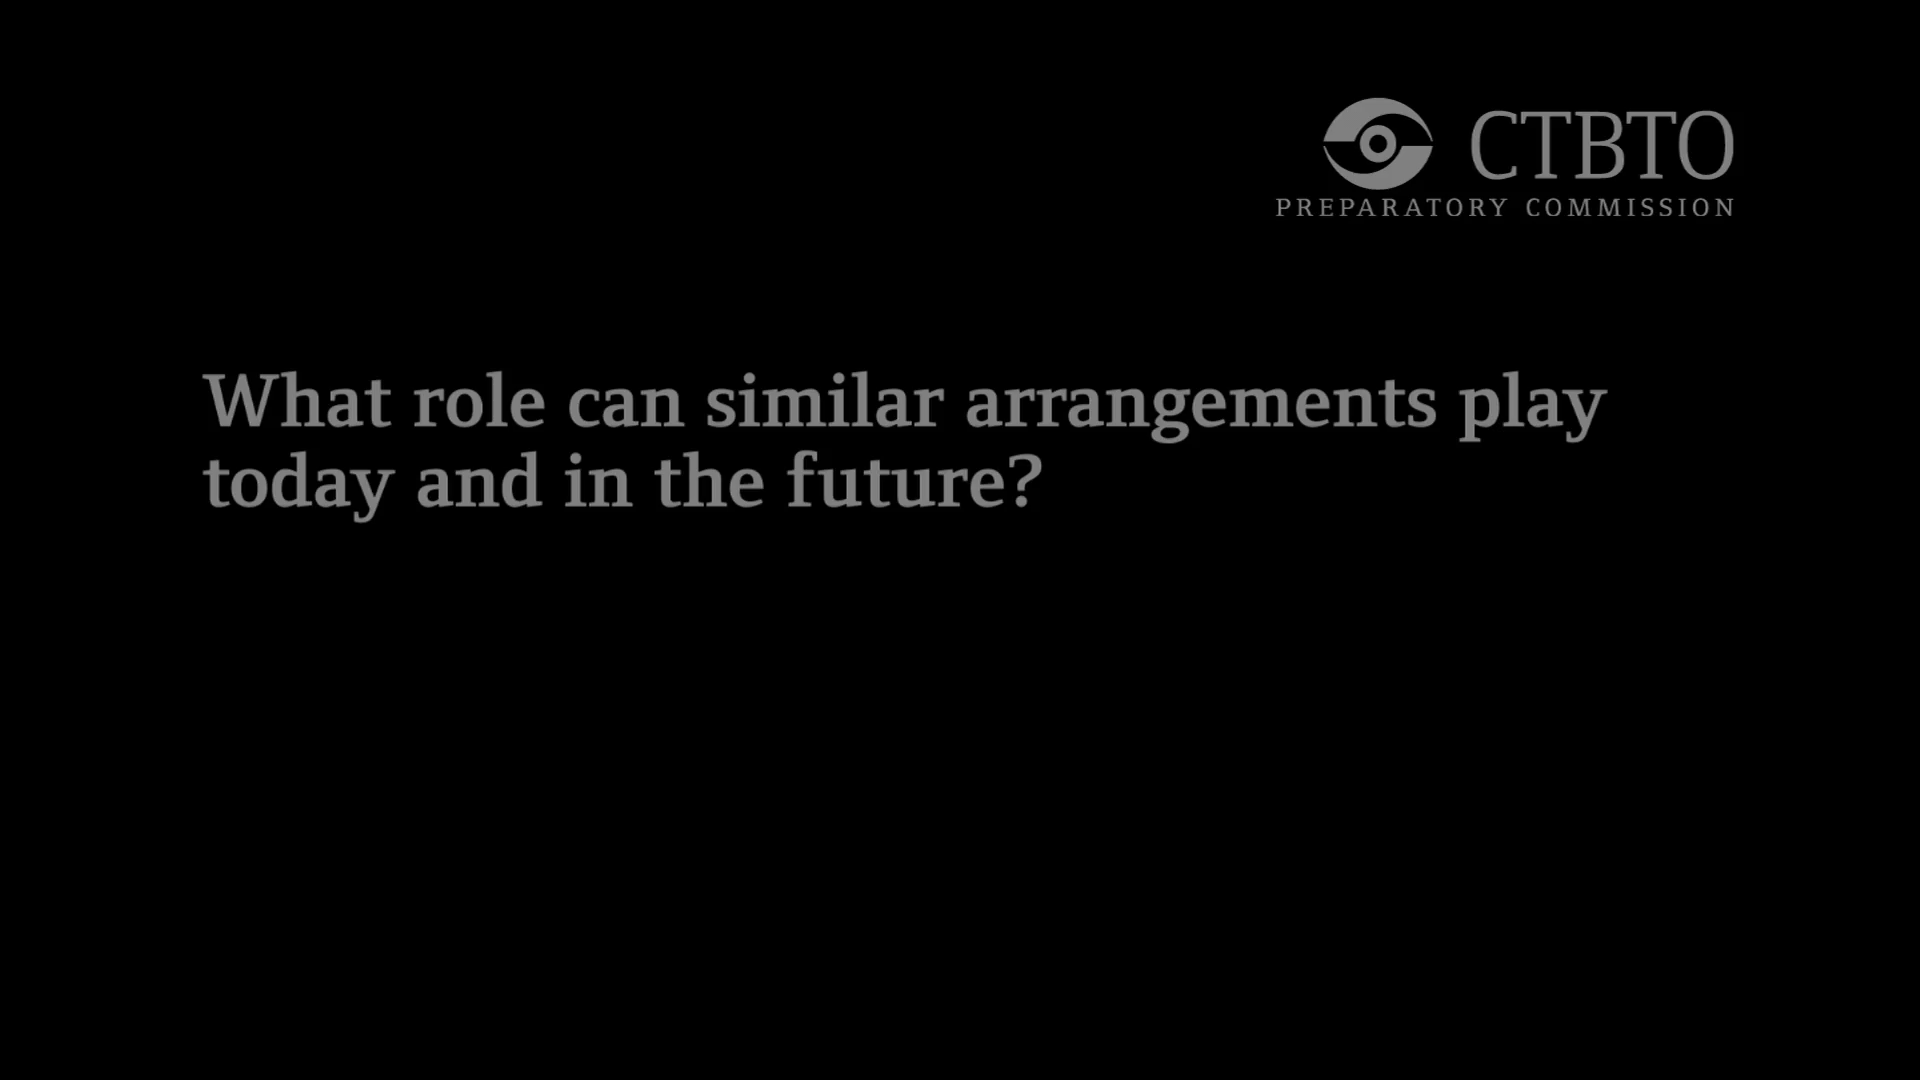 CTBTO
PREPARATORY COMMISSION
What role can similar arrangements play
today and in the future?